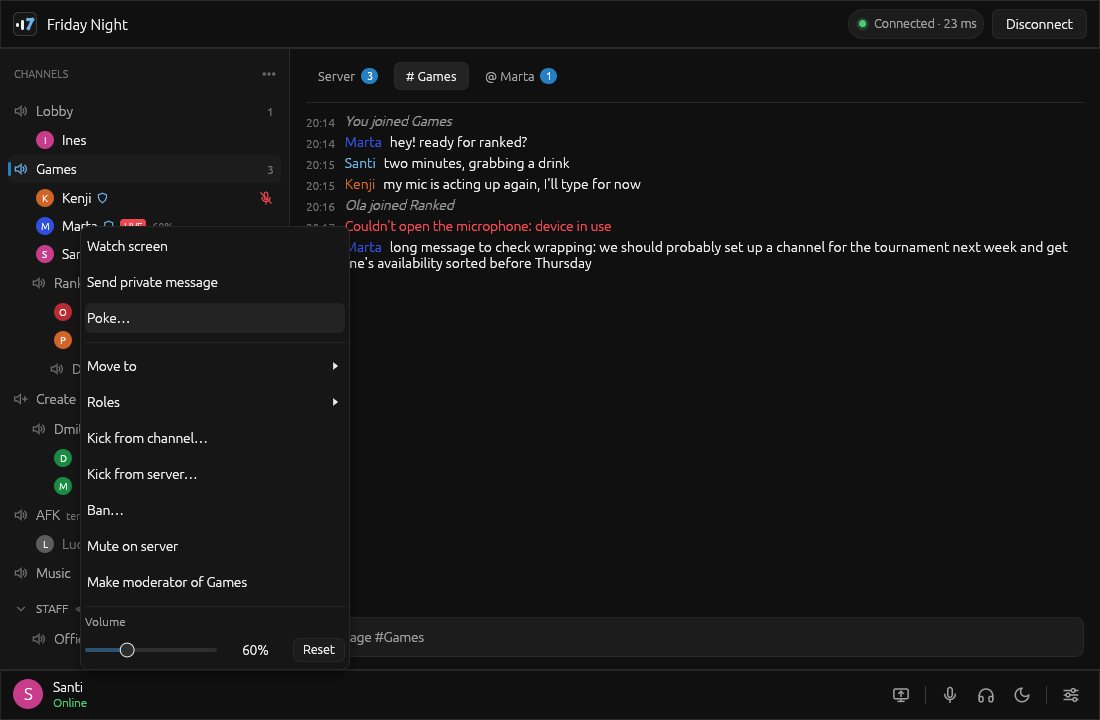 Friday Night
Connected · 23 ms
Disconnect
CHANNELS
Lobby 1
I Ines
Games 3
K Kenji
M Marta LIVE 60%
S
O
P
Create
D
M
AFK
L
Music
STAFF
Watch screen
Send private message
Poke…
Move to
Roles
Kick from channel…
Kick from server…
Ban…
Mute on server
Make moderator of Games
Volume
60% Reset
Server 3
# Games
@ Marta 1
20:14 You joined Games
20:14 Marta hey! ready for ranked?
20:15 Santi two minutes, grabbing a drink
20:15 Kenji my mic is acting up again, I'll type for now
20:16 Ola joined Ranked
20:17 Couldn't open the microphone: device in use
Marta long message to check wrapping: we should probably set up a channel for the tournament next week and get
availability sorted before Thursday
#Games
S Santi
Online